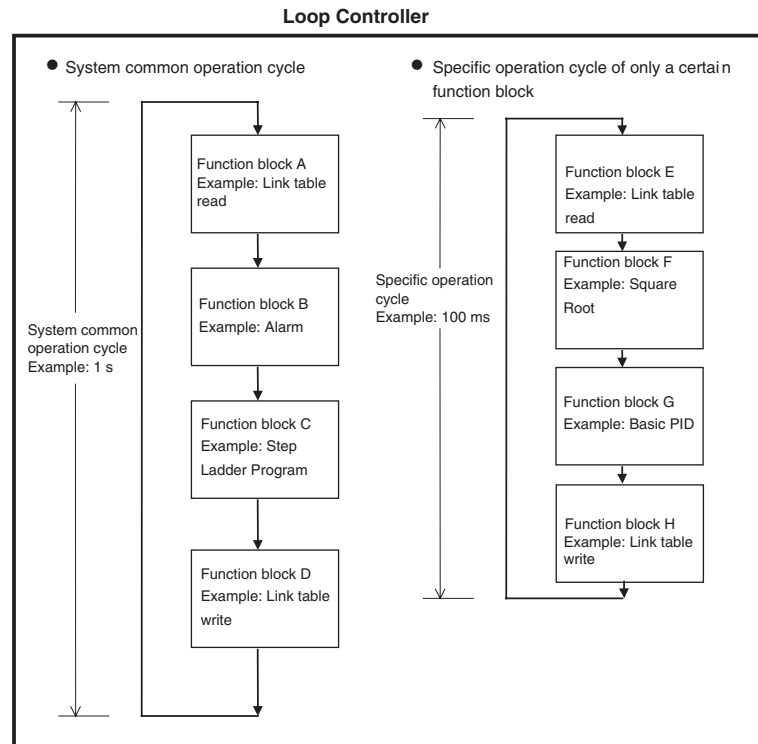 Loop Controller
● System common operation cycle
System common
operation cycle
Example: 1 s
Function block A
Example: Link table
read
Function block B
Example: Alarm
Function block C
Example: Step
Ladder Program
Function block D
Example: Link table
write
● Specific operation cycle of only a certain
function block
Specific operation
cycle
Example: 100 ms
Function block E
Example: Link table
read
Function block F
Example: Square
Root
Function block G
Example: Basic PID
Function block H
Example: Link table
write